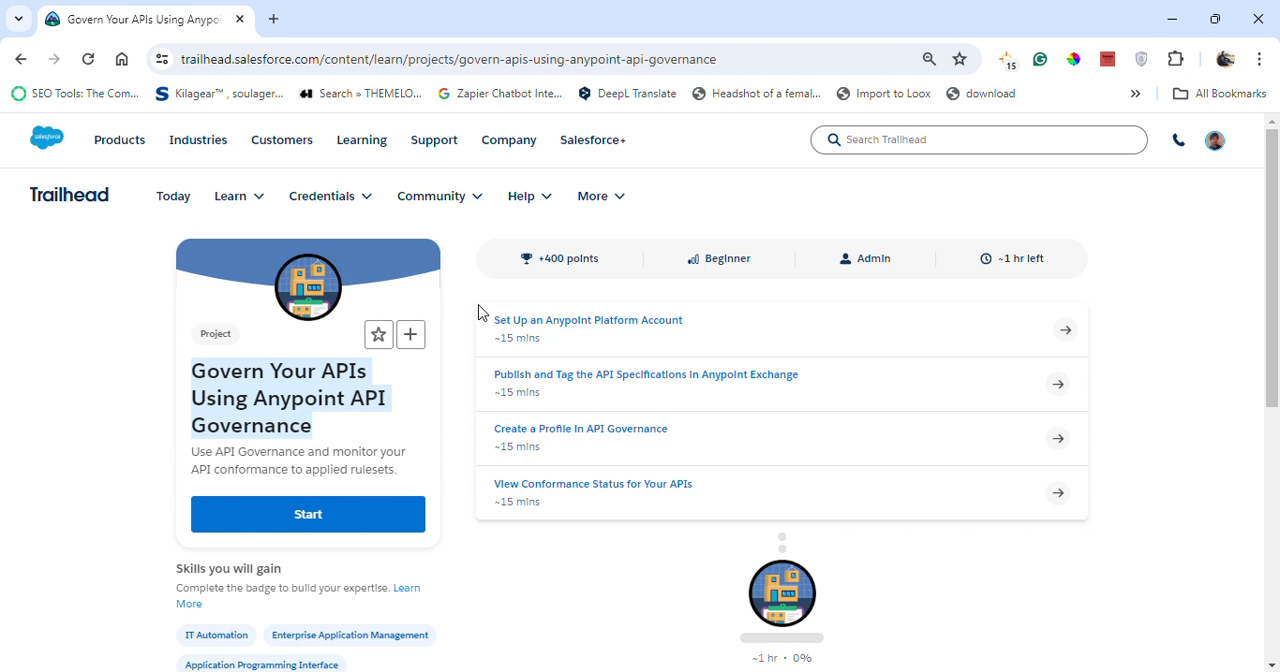 Govern Your APIs Using Anypoi
trailhead.salesforce.com/content/learn/projects/govern-apis-using-anypoint-api-governance
15
SEO Tools: The Com...
Kilagear™ , soulager...
Search » THEMELO...
Zapier Chatbot Inte...
DeepL Translate
Headshot of a femal...
Import to Loox
download
»
All Bookmarks
salesforce
Products
Industries
Customers
Learning
Support
Company
Salesforce+
Search Trailhead
Trailhead
Today
Learn
Credentials
Community
Help
More
Project
Govern Your APIs
Using Anypoint API
Governance
Use API Governance and monitor your
API conformance to applied rulesets.
Start
Skills you will gain
Complete the badge to build your expertise. Learn
More
IT Automation
Enterprise Application Management
Application Programming Interface
+400 points
Beginner
Admin
~1 hr left
Set Up an Anypoint Platform Account
~15 mins
Publish and Tag the API Specifications in Anypoint Exchange
~15 mins
Create a Profile in API Governance
~15 mins
View Conformance Status for Your APIs
~15 mins
~1 hr • 0%